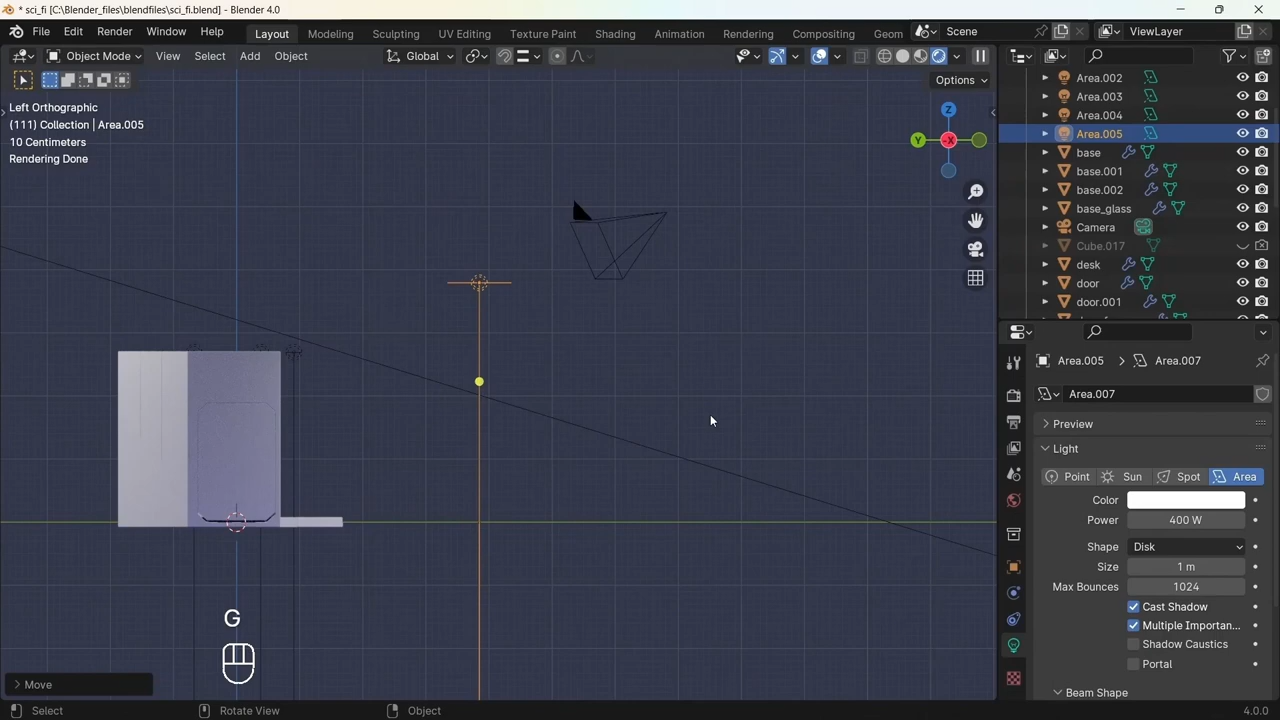 * sci_fi [C:\Blender_files\blendfiles\sci_fi.blend] - Blender 4.0
File Edit Render Window Help Layout Modeling Sculpting UV Editing Texture Paint Shading Animation Rendering Compositing Geom Scene ViewLayer
Object Mode View Select Add Object Global
Options
Left Orthographic
(111) Collection | Area.005
10 Centimeters
Rendering Done
Z
Y
-X
G
Move
Area.002
Area.003
Area.004
Area.005
base
base.001
base.002
base_glass
Camera
Cube.017
desk
door
door.001
Area.005 > Area.007
Area.007
Preview
Light
Point Sun Spot Area
Color
Power 400 W
Shape Disk
Size 1 m
Max Bounces 1024
Cast Shadow
Multiple Importan...
Shadow Caustics
Portal
Beam Shape
Select Rotate View Object 4.0.0